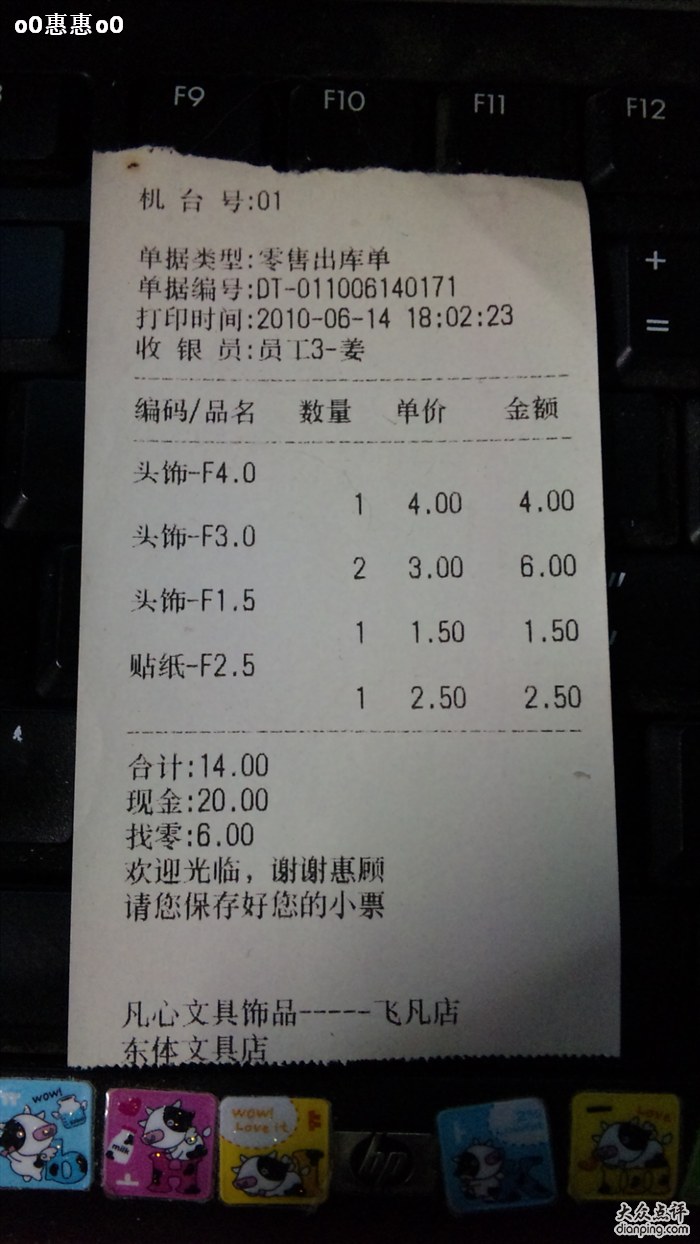 o0惠惠o0
F9 F10 F11 F12
机 台 号:01
单据类型:零售出库单
单据编号:DT-011006140171
打印时间:2010-06-14 18:02:23
收 银 员:员工3-姜
编码/品名 数量 单价 金额
头饰-F4.0
1 4.00 4.00
头饰-F3.0
2 3.00 6.00
头饰-F1.5
1 1.50 1.50
贴纸-F2.5
1 2.50 2.50
合计:14.00
现金:20.00
找零:6.00
欢迎光临，谢谢惠顾
请您保存好您的小票
凡心文具饰品-----飞凡店
东体文具店
+
=
wow!
milk
wow!
Love it
hp
Love
大众点评
dianping.com